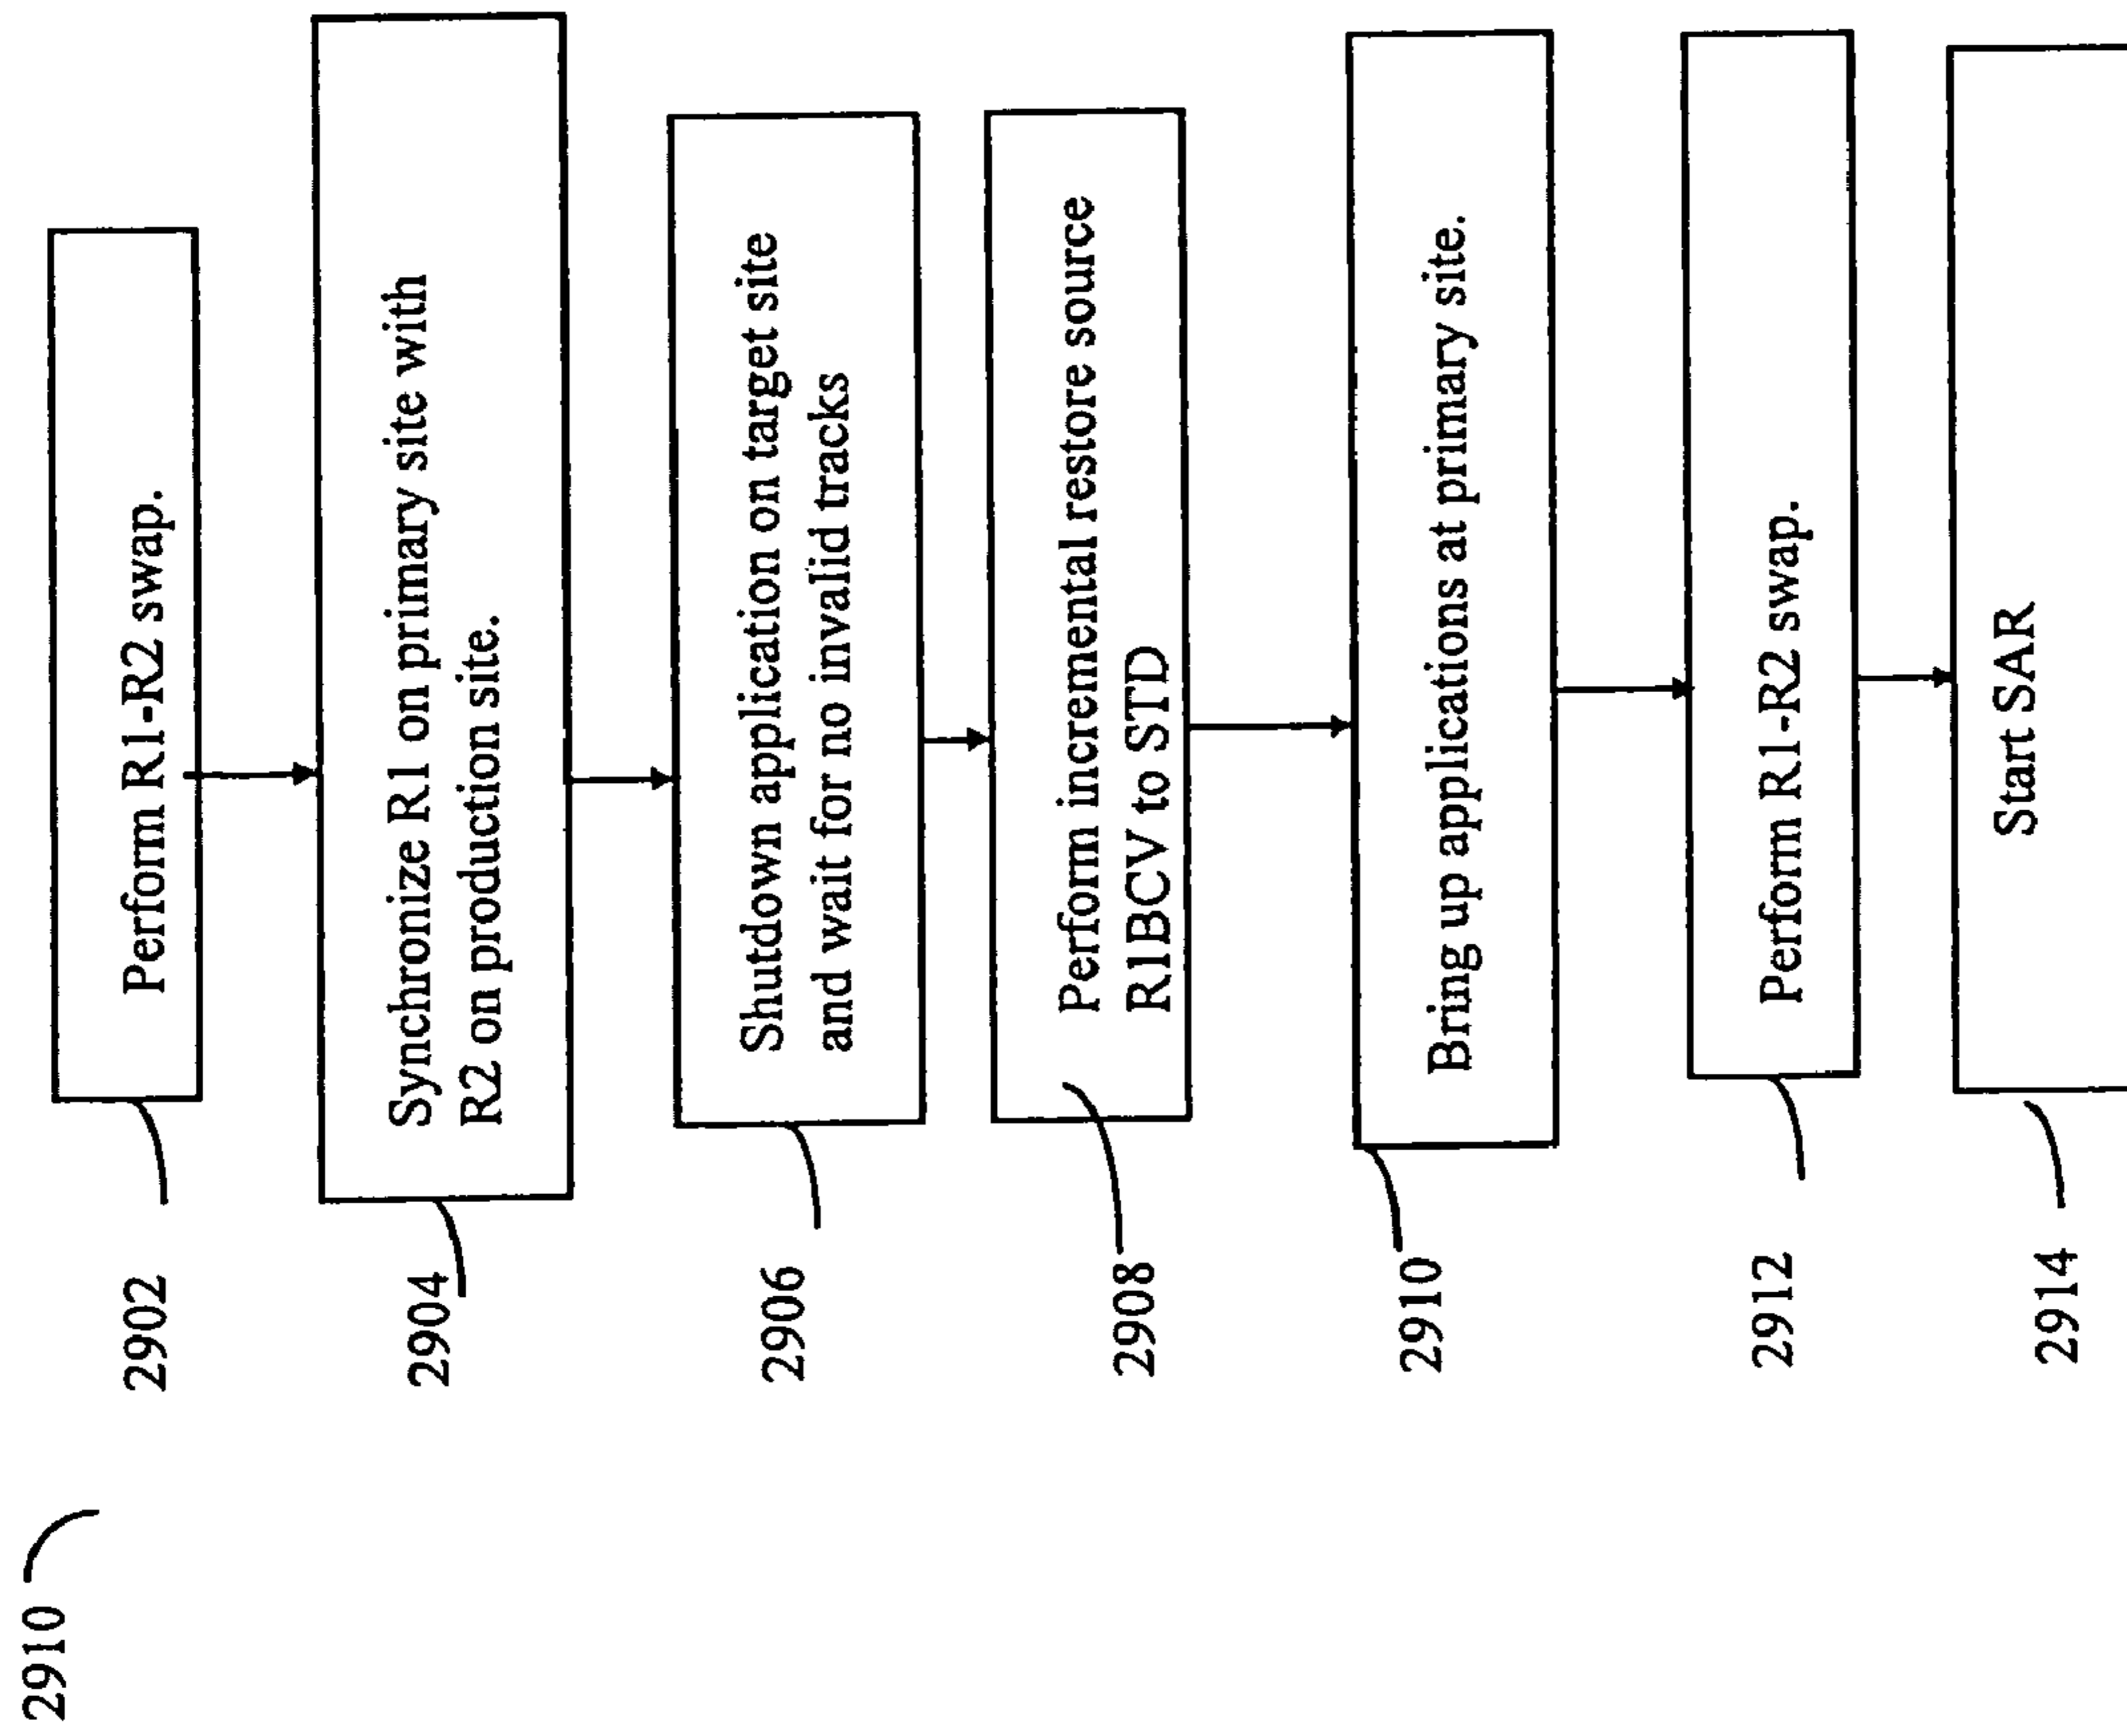 2910
2902
Perform R1-R2 swap.
2904
Synchronize R1 on primary site with
R2 on production site.
2906
Shutdown application on target site
and wait for no invalid tracks
2908
Perform incremental restore source
R1BCV to STD
2910
Bring up applications at primary site.
2912
Perform R1-R2 swap.
2914
Start SAR